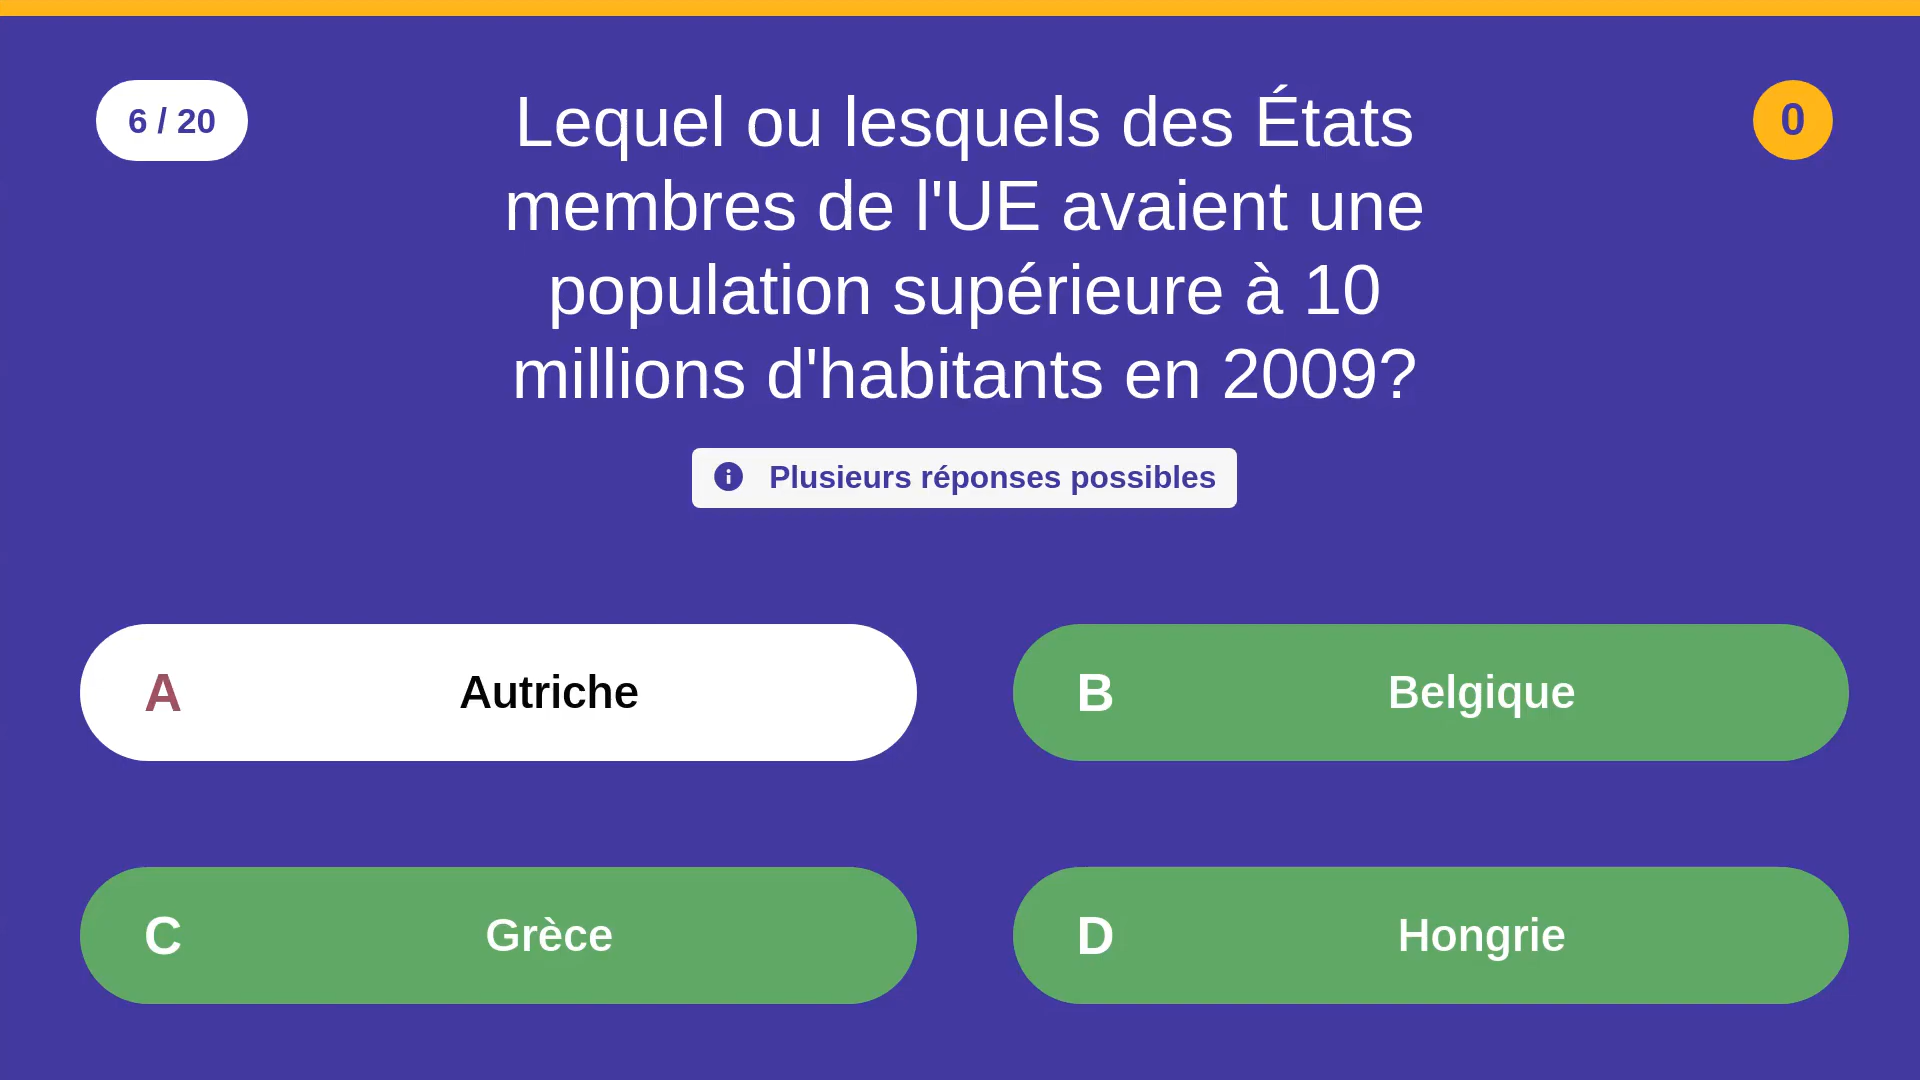 6 / 20
Lequel ou lesquels des États
membres de l'UE avaient une
population supérieure à 10
millions d'habitants en 2009?
0
Plusieurs réponses possibles
A Autriche
B Belgique
C Grèce
D Hongrie